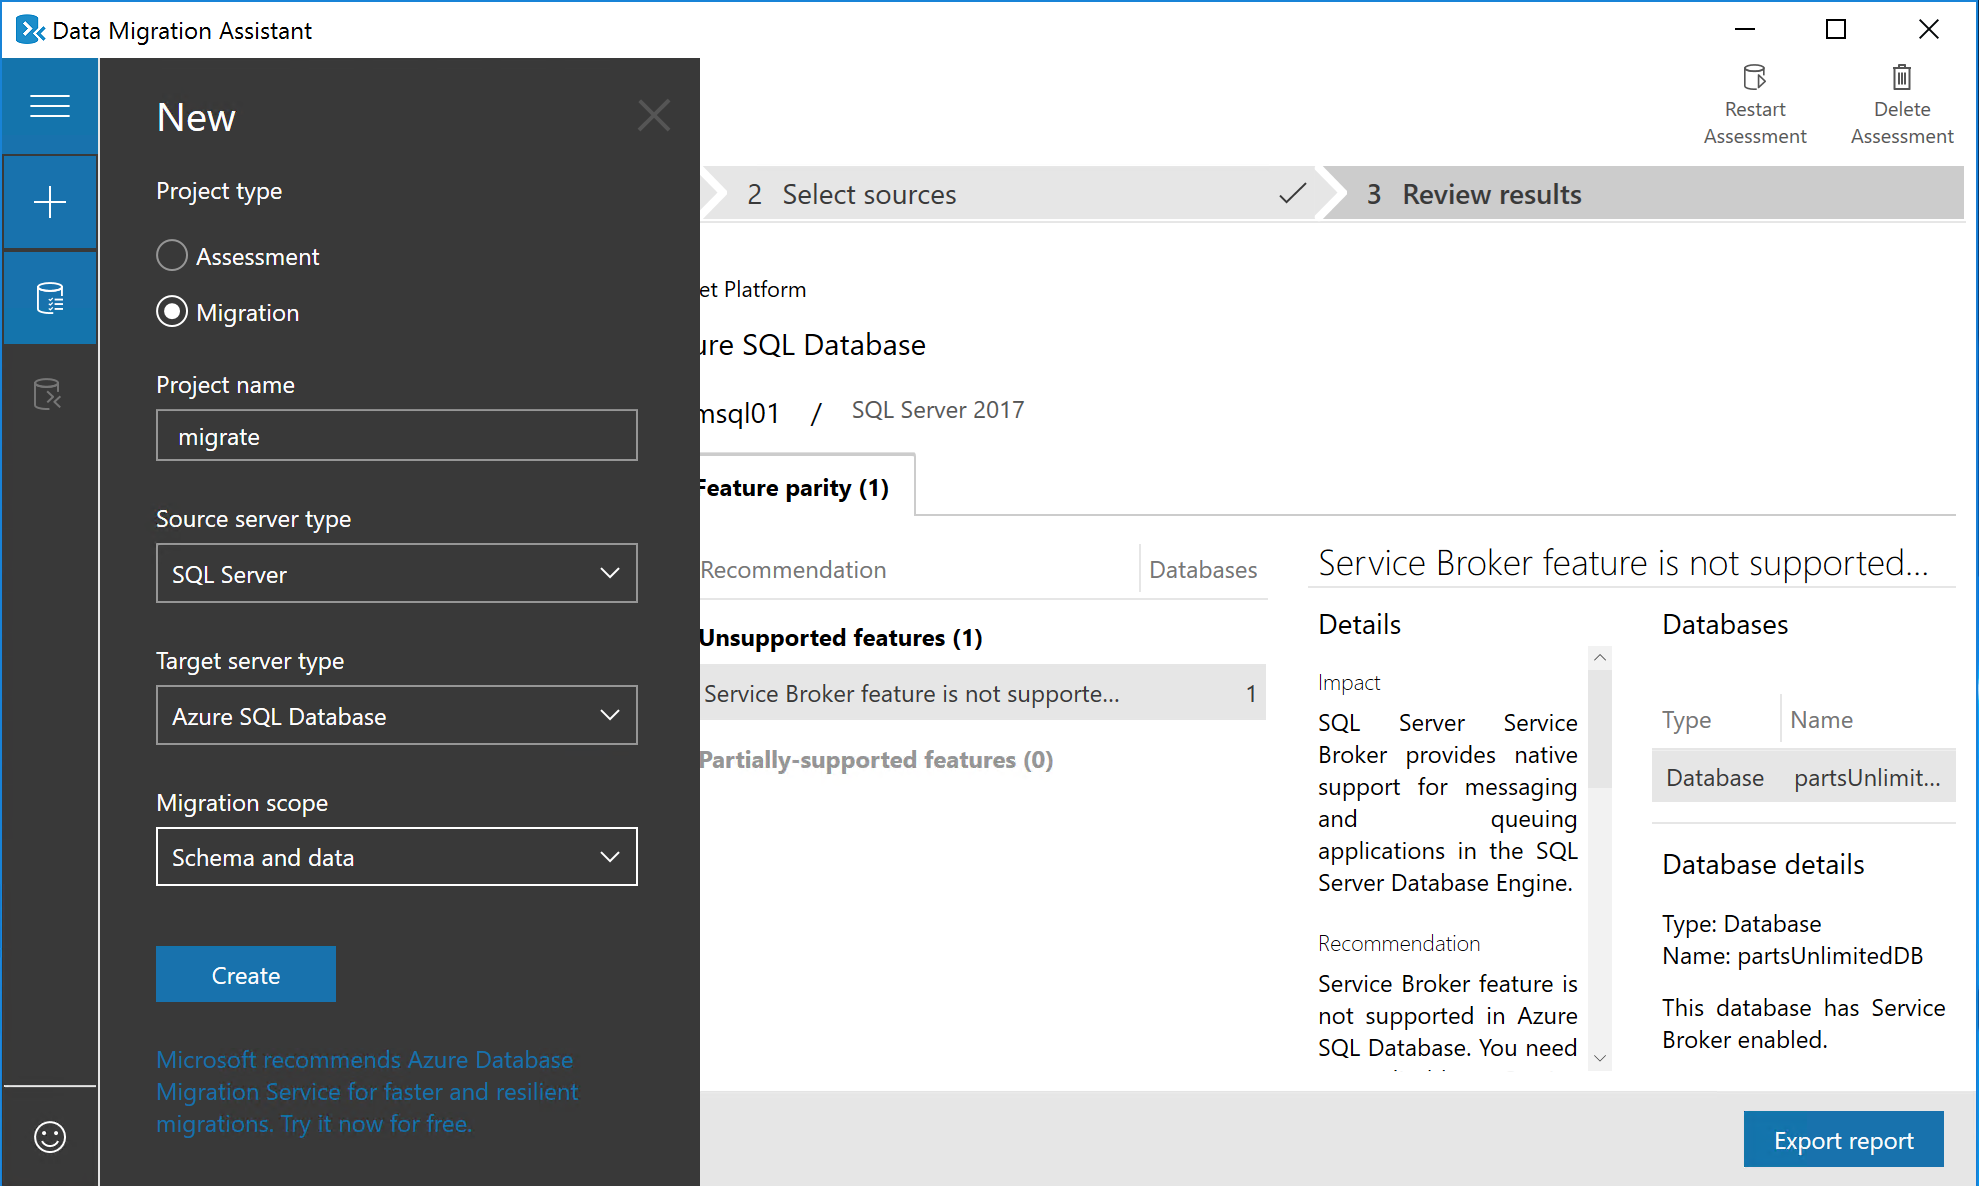 Data Migration Assistant
Restart
Assessment
Delete
Assessment
New
Project type
Assessment
Migration
Project name
migrate
Source server type
SQL Server
Target server type
Azure SQL Database
Migration scope
Schema and data
Create
Microsoft recommends Azure Database
Migration Service for faster and resilient
migrations. Try it now for free.
2 Select sources
3 Review results
et Platform
ure SQL Database
msql01 / SQL Server 2017
Feature parity (1)
Recommendation Databases
Unsupported features (1)
Service Broker feature is not supporte... 1
Partially-supported features (0)
Service Broker feature is not supported...
Details
Impact
SQL Server Service
Broker provides native
support for messaging
and queuing
applications in the SQL
Server Database Engine.
Recommendation
Service Broker feature is
not supported in Azure
SQL Database. You need
Databases
Type Name
Database partsUnlimit...
Database details
Type: Database
Name: partsUnlimitedDB
This database has Service
Broker enabled.
Export report